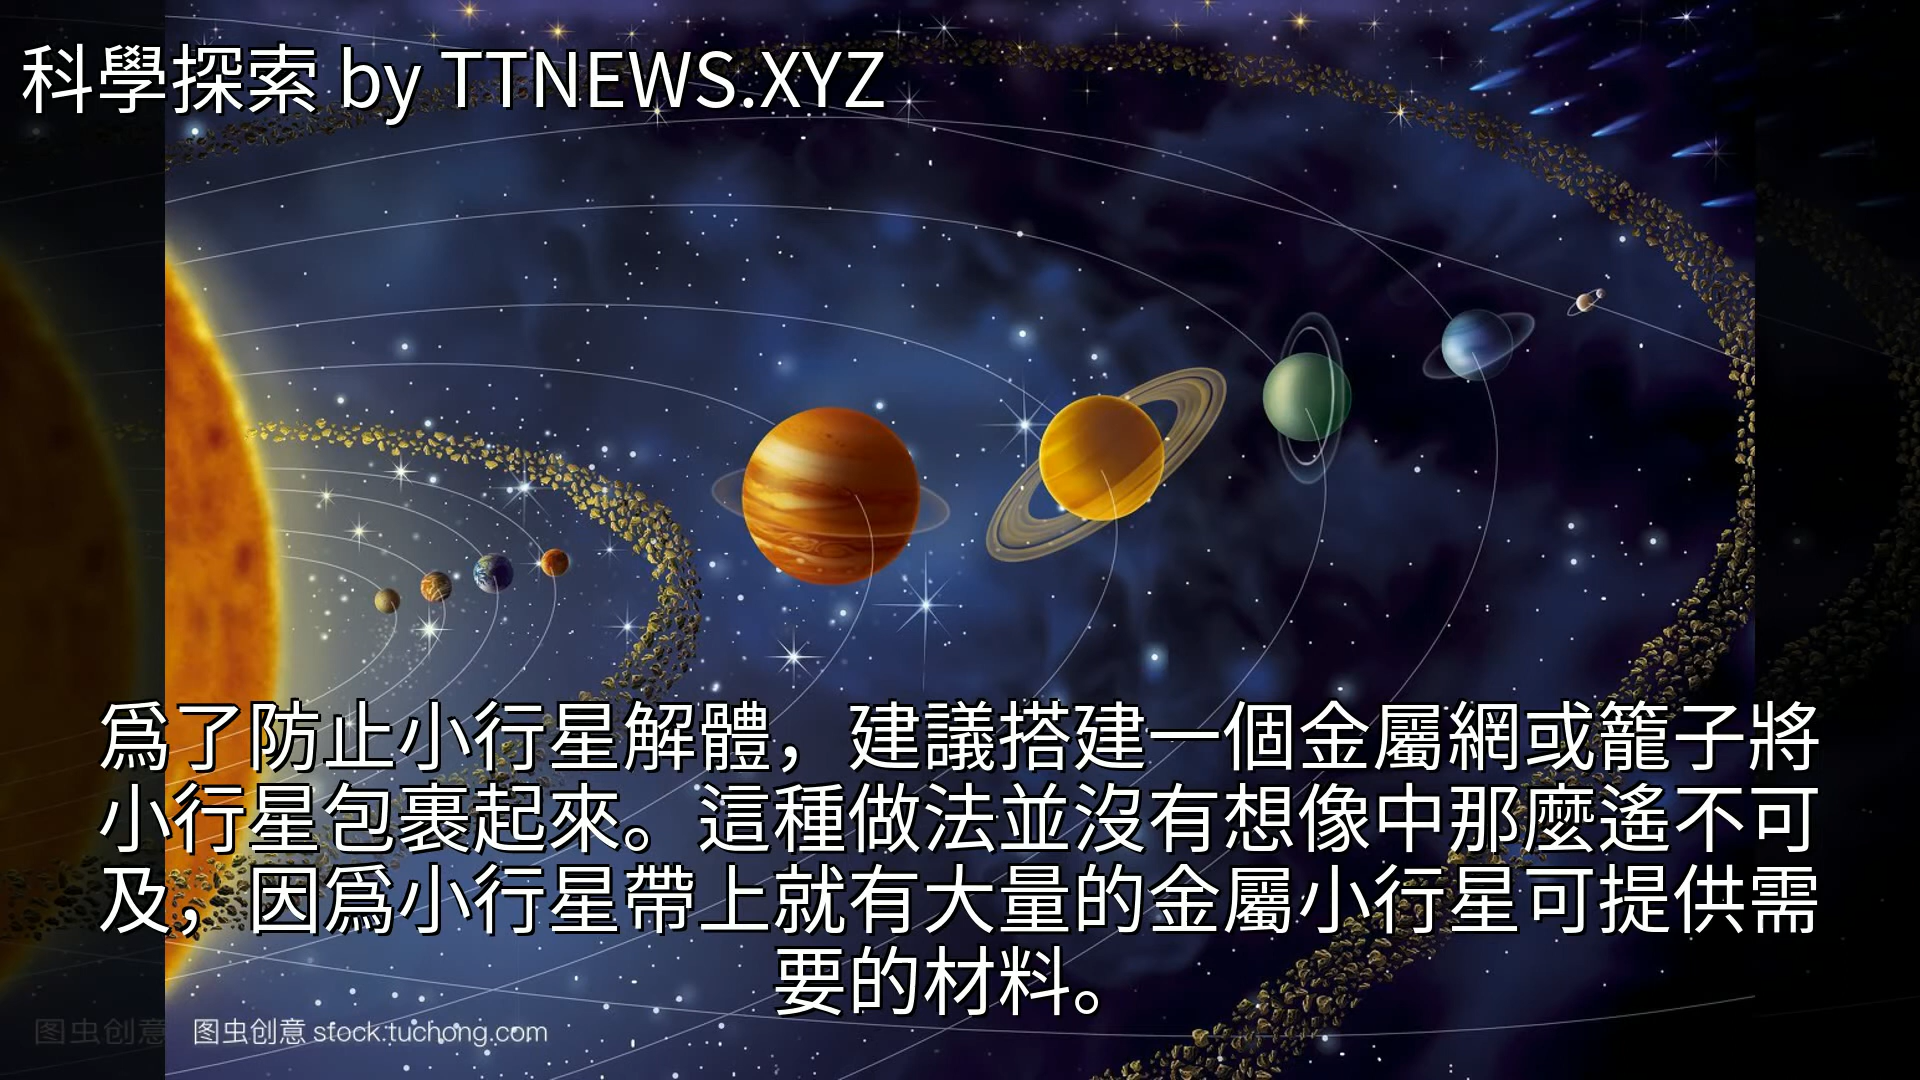 科學探索 by TTNEWS.XYZ
爲了防止小行星解體，建議搭建一個金屬網或籠子將
小行星包裹起來。這種做法並沒有想像中那麼遙不可
及，因爲小行星帶上就有大量的金屬小行星可提供需
要的材料。
图虫创意 图虫创意 stock.tuchong.com